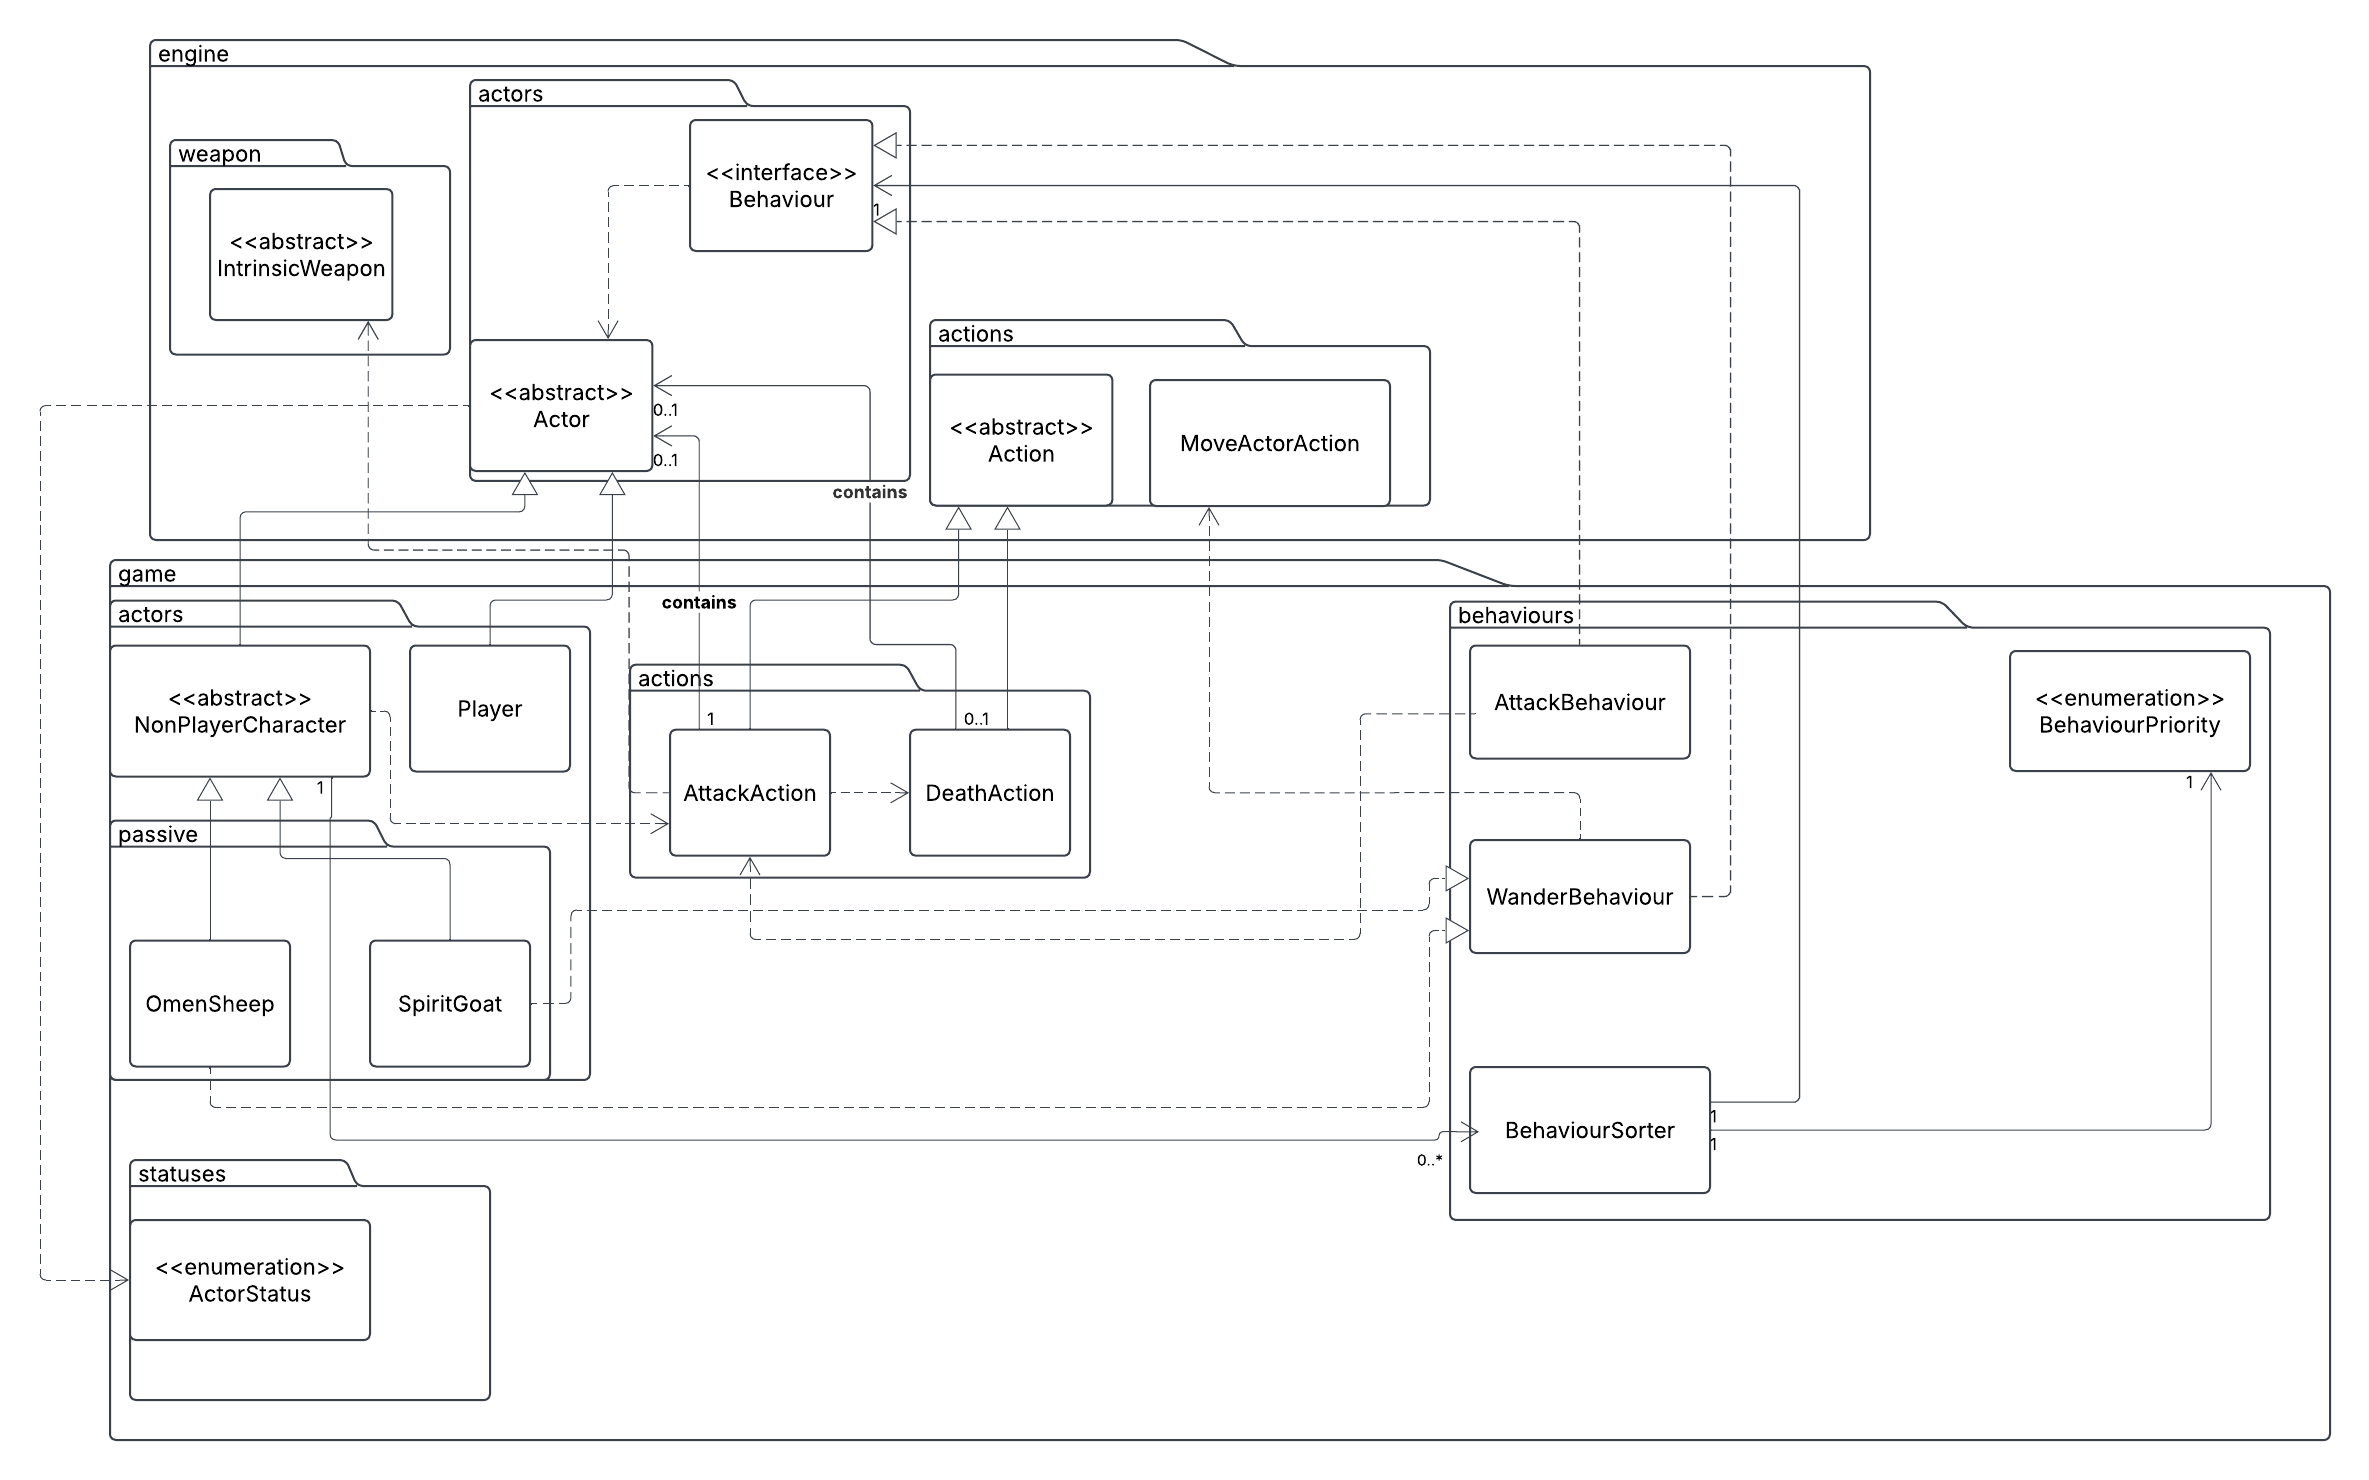 engine
actors
<<interface>>
Behaviour
1
weapon
<<abstract>>
IntrinsicWeapon
<<abstract>>
Actor
0..1
0..1
contains
actions
<<abstract>>
Action
MoveActorAction
game
contains
actors
<<abstract>>
NonPlayerCharacter
1
Player
actions
1
0..1
AttackAction
DeathAction
behaviours
AttackBehaviour
<<enumeration>>
BehaviourPriority
1
WanderBehaviour
passive
OmenSheep
SpiritGoat
BehaviourSorter
1
1
0..*
statuses
<<enumeration>>
ActorStatus